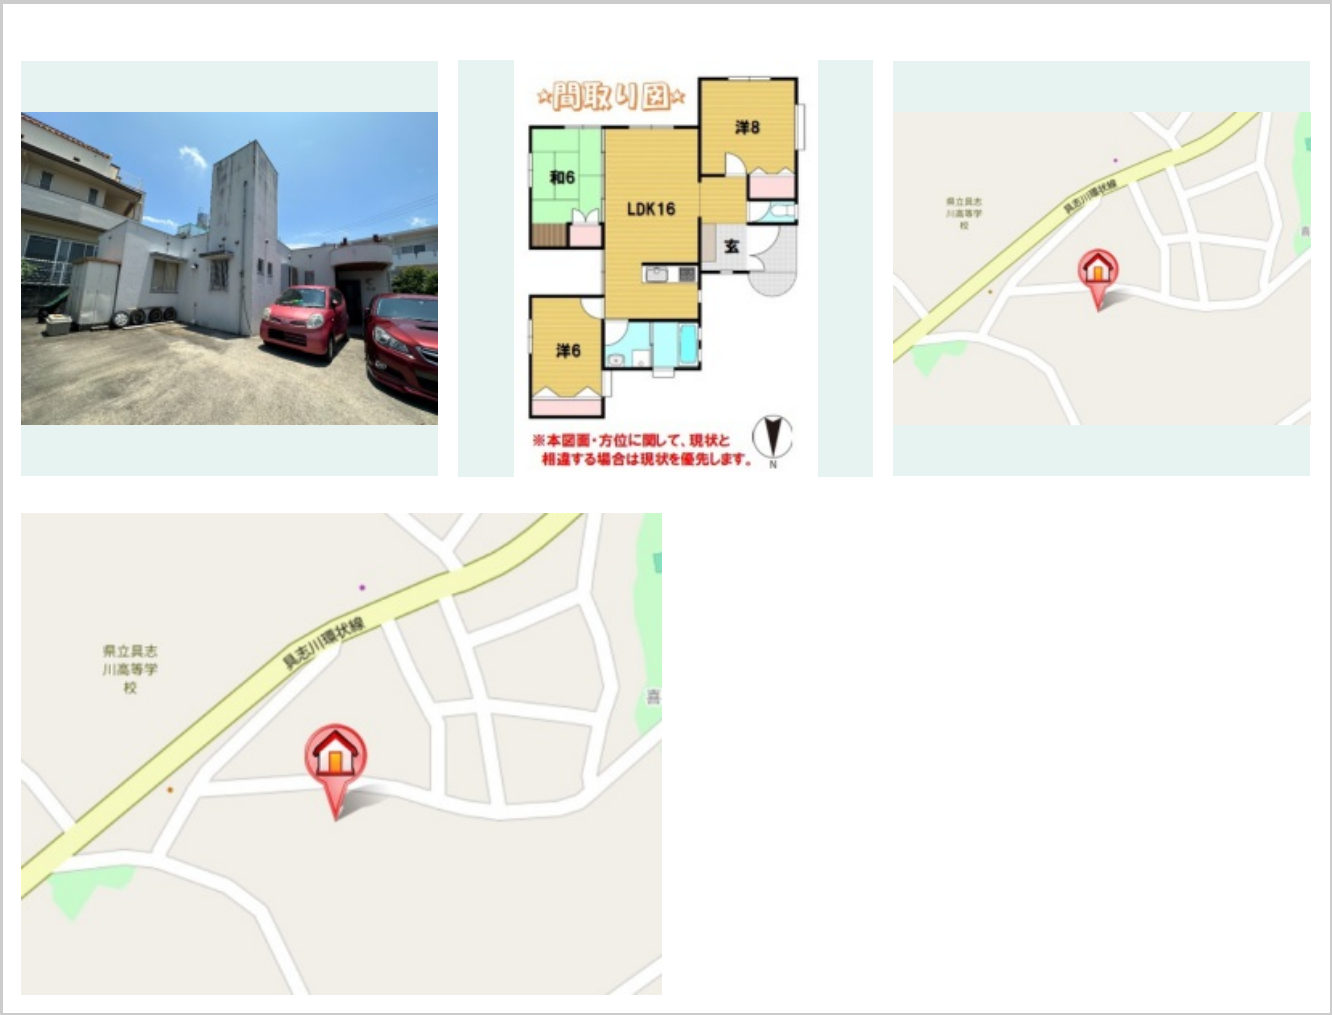 ☆間取り図☆
洋8
和6
LDK16
玄
洋6
※本図面・方位に関して、現状と
相違する場合は現状を優先します。
N
具志川環状線
県立具志
川高等学
校
喜
具志川環状線
県立具志
川高等学
校
喜